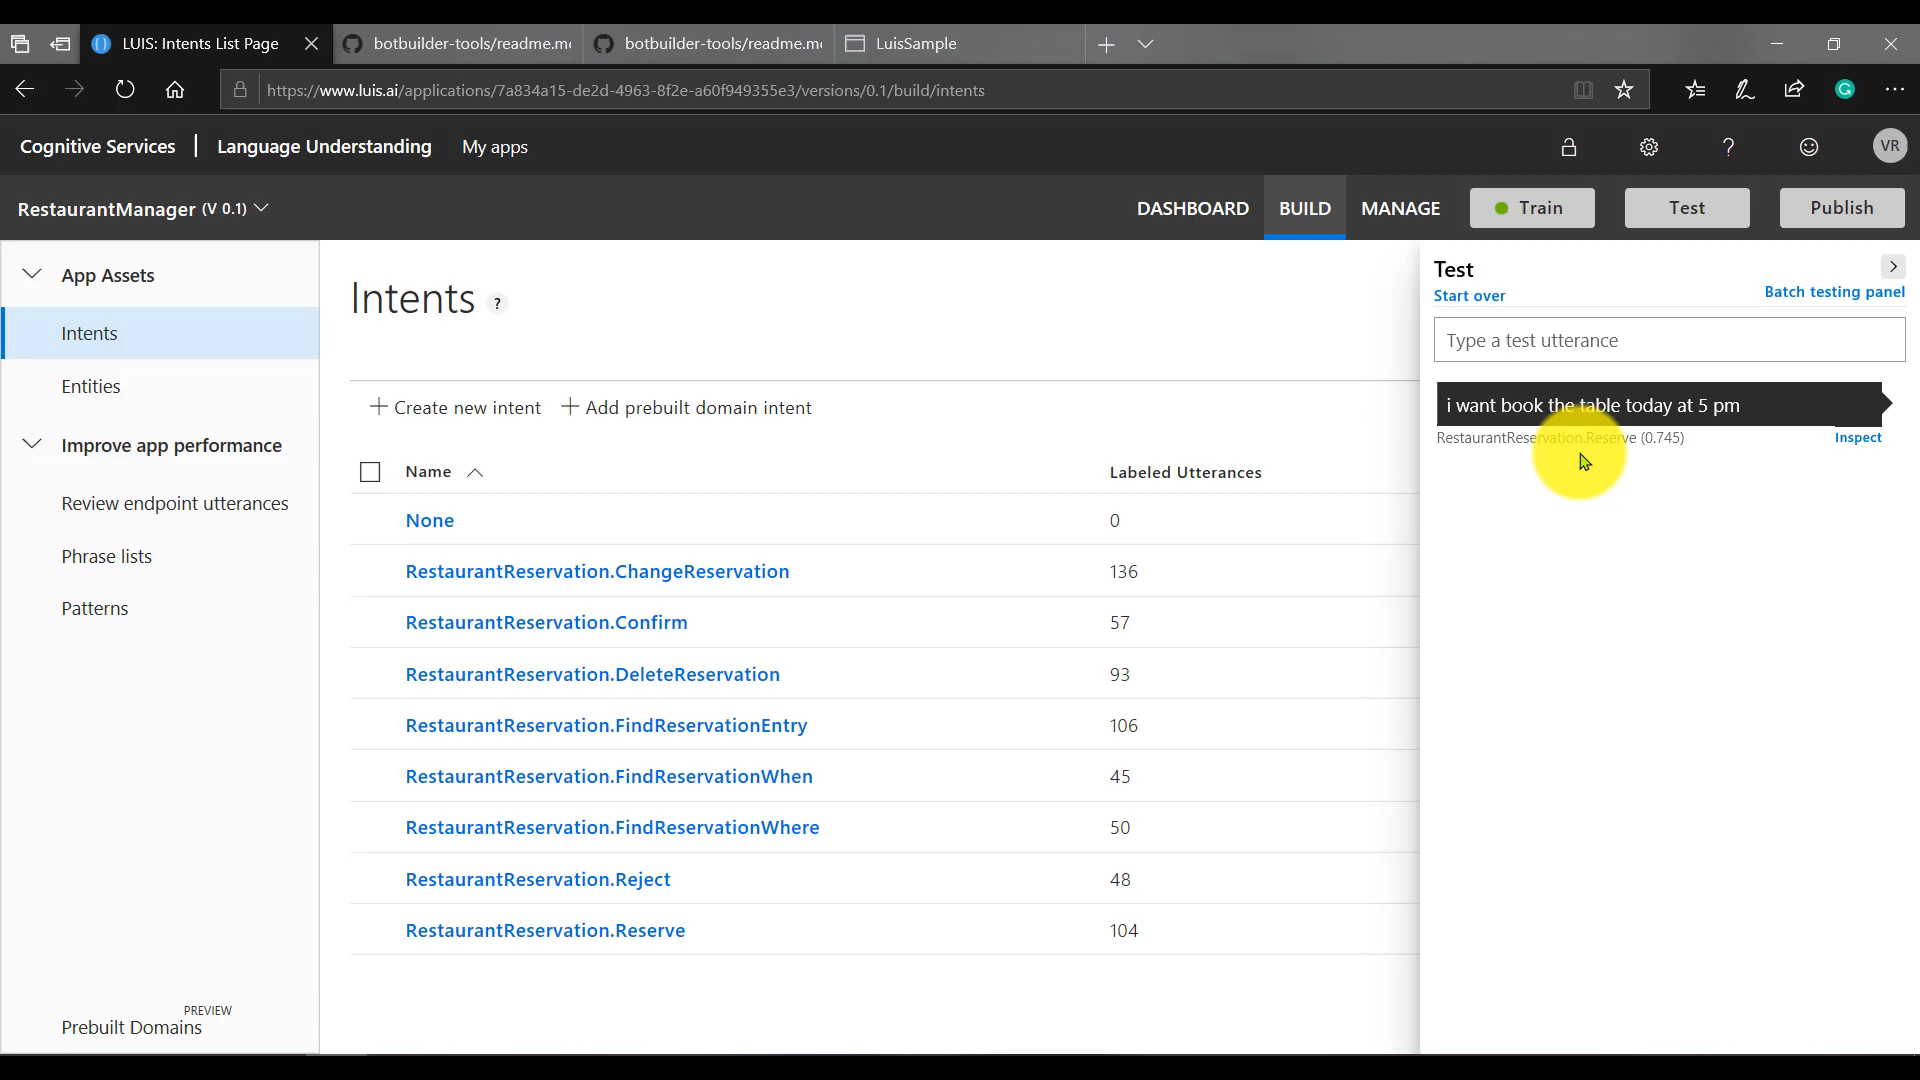 LUIS: Intents List Page
botbuilder-tools/readme.m
botbuilder-tools/readme.m
LuisSample
https://www.luis.ai/applications/7a834a15-de2d-4963-8f2e-a60f949355e3/versions/0.1/build/intents
G
Cognitive Services | Language Understanding My apps
?
VR
RestaurantManager (V 0.1)
DASHBOARD BUILD MANAGE Train Test Publish
App Assets
Intents
Entities
Improve app performance
Review endpoint utterances
Phrase lists
Patterns
PREVIEW
Prebuilt Domains
Intents ?
+ Create new intent + Add prebuilt domain intent
Name Labeled Utterances
None 0
RestaurantReservation.ChangeReservation 136
RestaurantReservation.Confirm 57
RestaurantReservation.DeleteReservation 93
RestaurantReservation.FindReservationEntry 106
RestaurantReservation.FindReservationWhen 45
RestaurantReservation.FindReservationWhere 50
RestaurantReservation.Reject 48
RestaurantReservation.Reserve 104
Test
Start over Batch testing panel
Type a test utterance
i want book the table today at 5 pm
RestaurantReservation.Reserve (0.745) Inspect